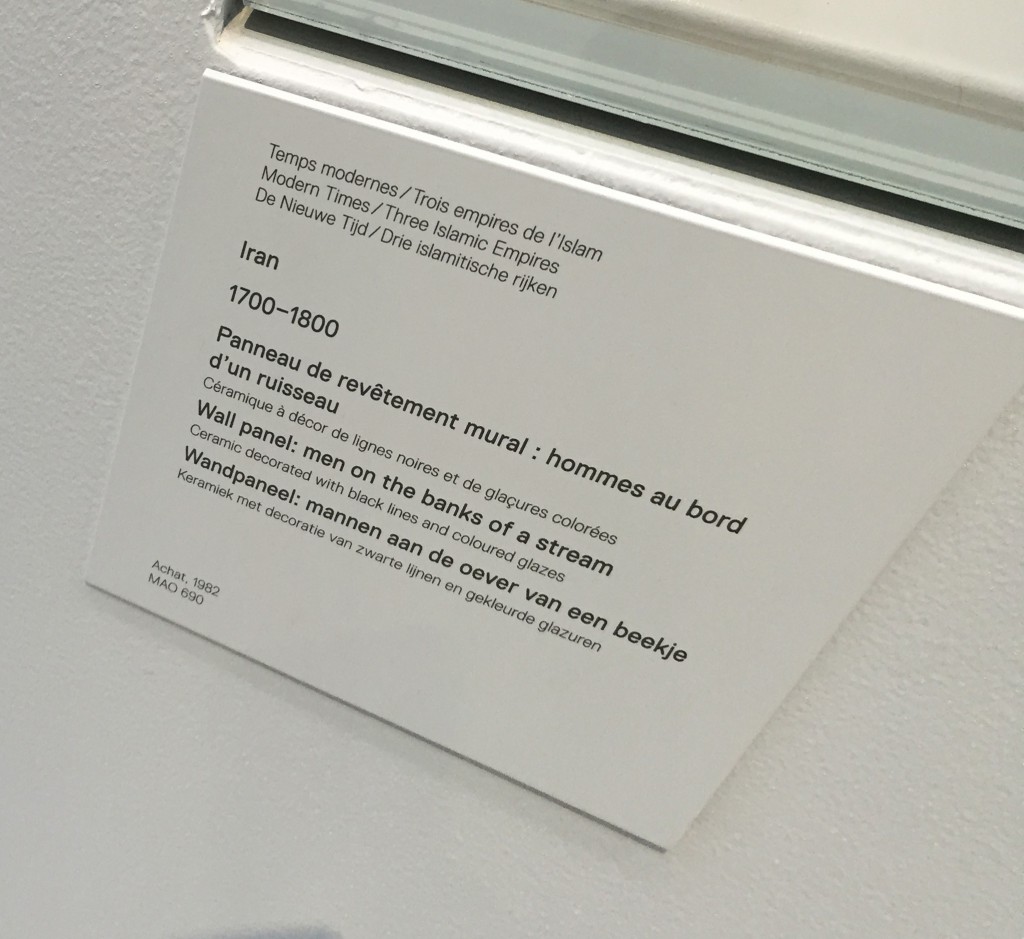 Temps modernes / Trois empires de l'Islam
Modern Times / Three Islamic Empires
De Nieuwe Tijd / Drie islamitische rijken
Iran
1700–1800
Panneau de revêtement mural : hommes au bord
d'un ruisseau
Céramique à décor de lignes noires et de glaçures colorées
Wall panel: men on the banks of a stream
Ceramic decorated with black lines and coloured glazes
Wandpaneel: mannen aan de oever van een beekje
Keramiek met decoratie van zwarte lijnen en gekleurde glazuren
Achat, 1982
MAO 690